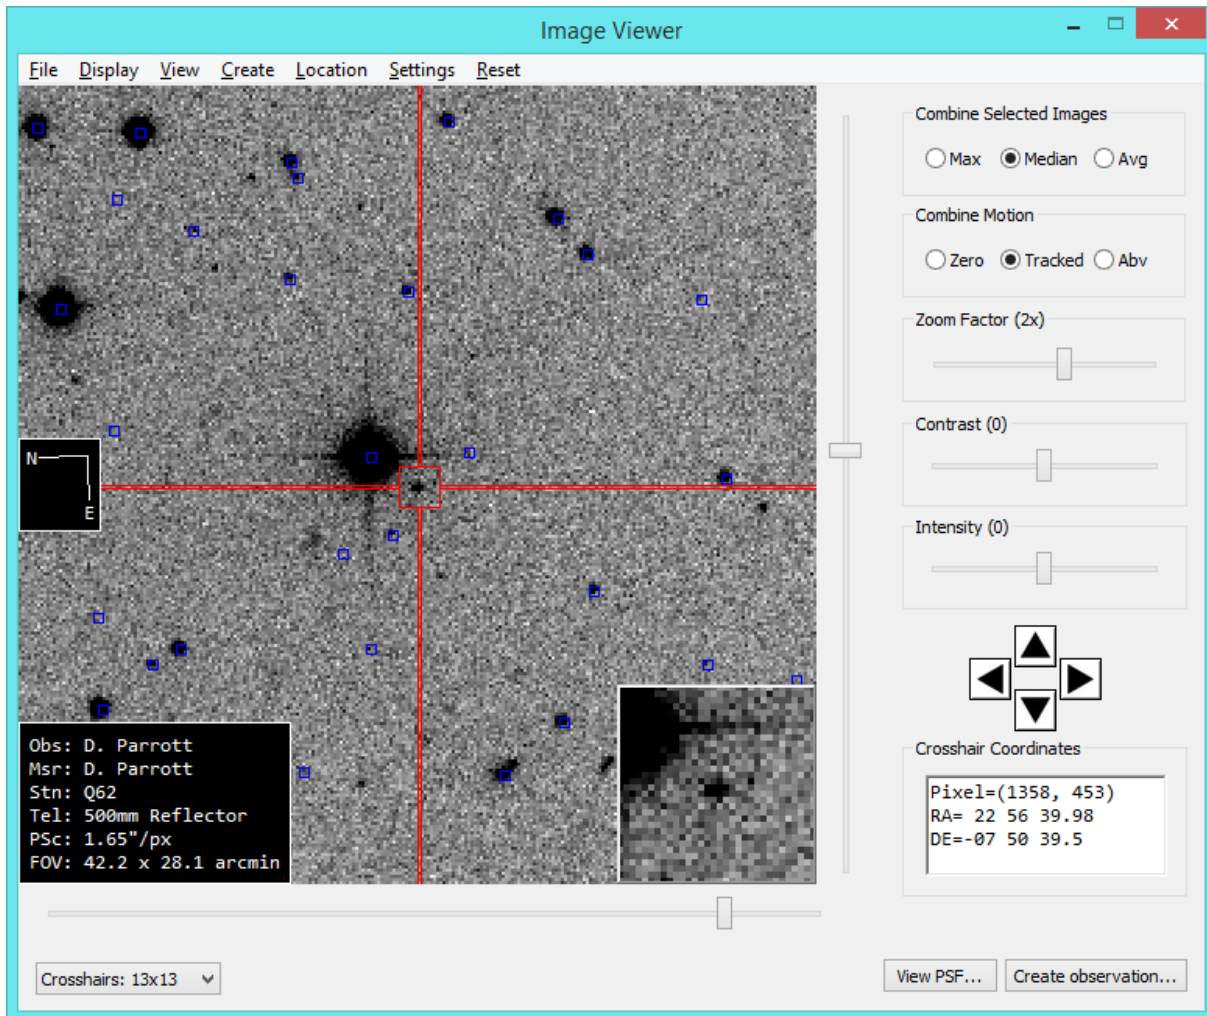 Image Viewer
File Display View Create Location Settings Reset
Combine Selected Images
Max Median Avg
Combine Motion
Zero Tracked Abv
Zoom Factor (2x)
Contrast (0)
Intensity (0)
N
E
Obs: D. Parrott
Msr: D. Parrott
Stn: Q62
Tel: 500mm Reflector
PSc: 1.65"/px
FOV: 42.2 x 28.1 arcmin
Crosshair Coordinates
Pixel=(1358, 453)
RA= 22 56 39.98
DE=-07 50 39.5
Crosshairs: 13x13
View PSF... Create observation...